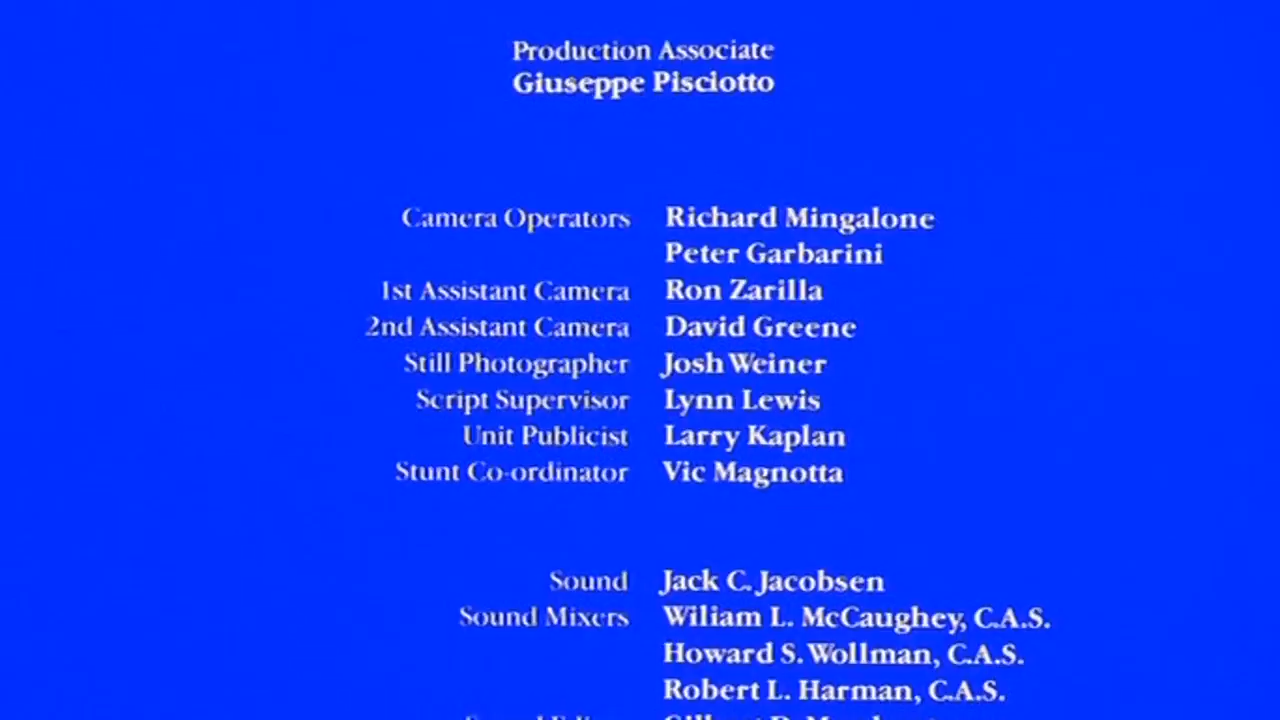 Production Associate
Giuseppe Pisciotto
Camera Operators Richard Mingalone
Peter Garbarini
1st Assistant Camera Ron Zarilla
2nd Assistant Camera David Greene
Still Photographer Josh Weiner
Script Supervisor Lynn Lewis
Unit Publicist Larry Kaplan
Stunt Co-ordinator Vic Magnotta
Sound Jack C. Jacobsen
Sound Mixers Wiliam L. McCaughey, C.A.S.
Howard S. Wollman, C.A.S.
Robert L. Harman, C.A.S.